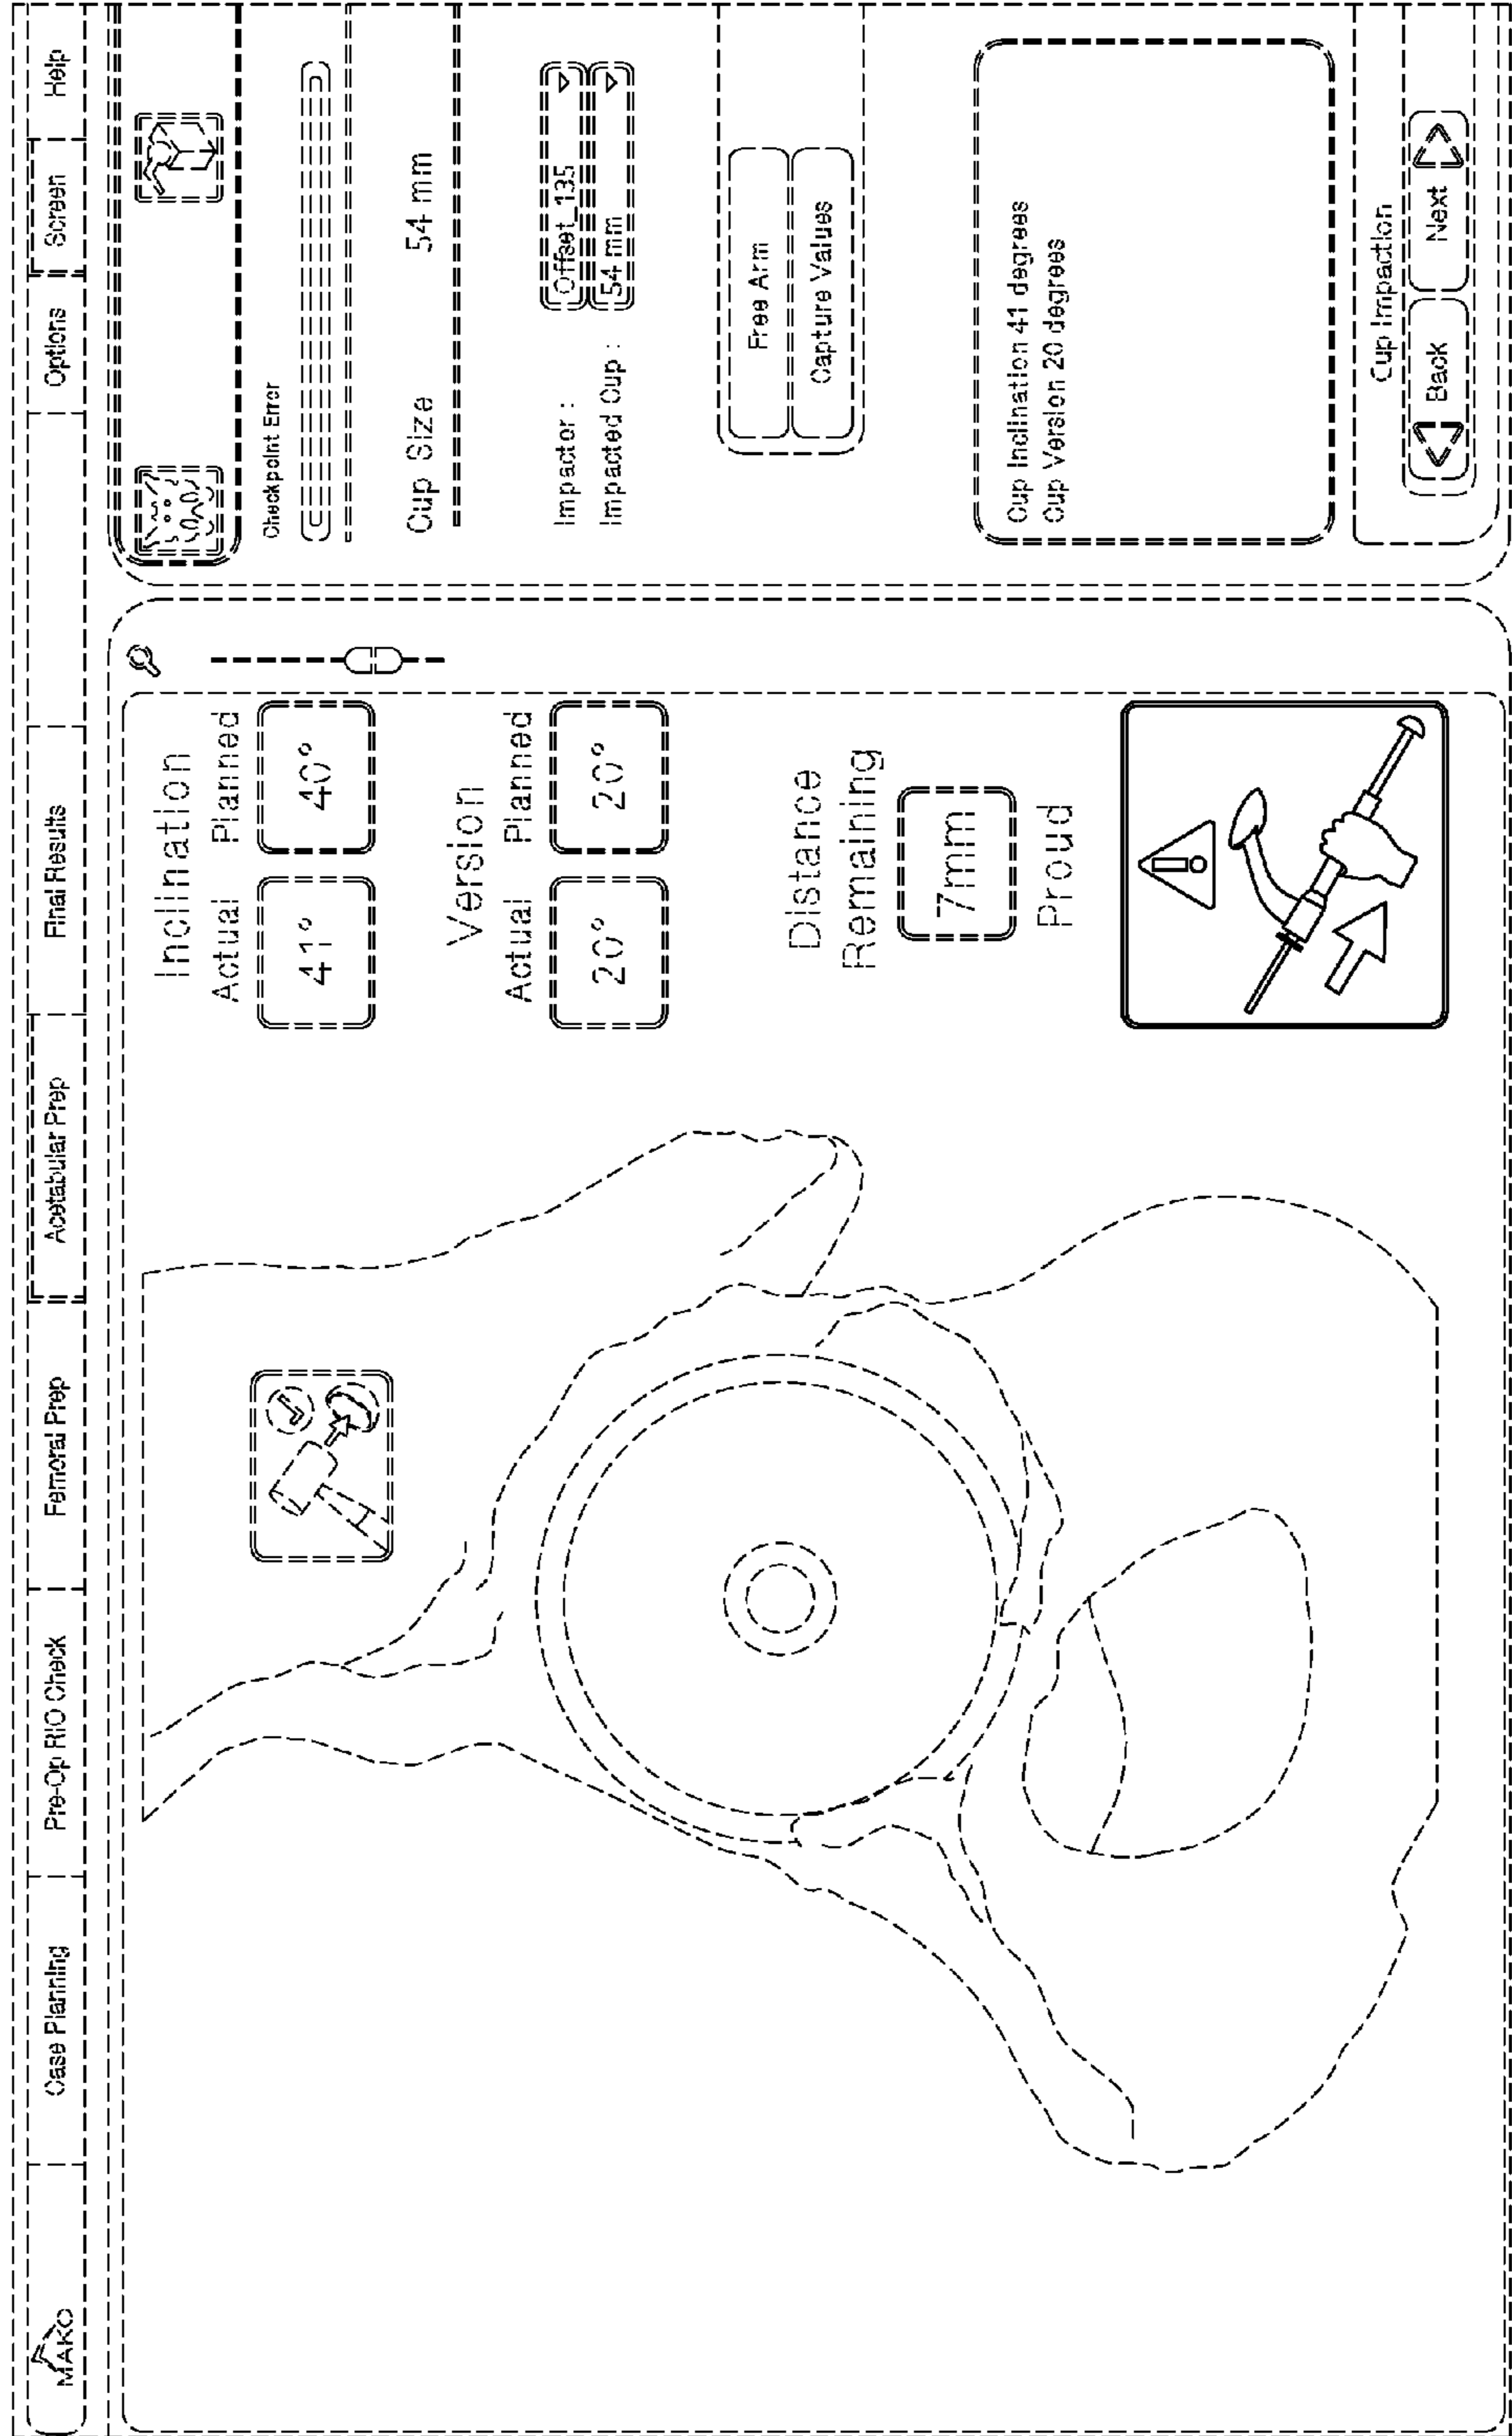 MAKO
Case Planning
Pre-Op RIO Check
Femoral Prep
Acetabular Prep
Final Results
Options
Screen
Help
Inclination
Actual Planned
41° 40°
Version
Actual Planned
20° 20°
Distance
Remaining
7mm
Proud
Checkpoint Error
Cup Size 54 mm
Impactor : Offset_135
Impacted Cup : 54 mm
Free Arm
Capture Values
Cup Inclination 41 degrees
Cup Version 20 degrees
Cup Impaction
Back Next